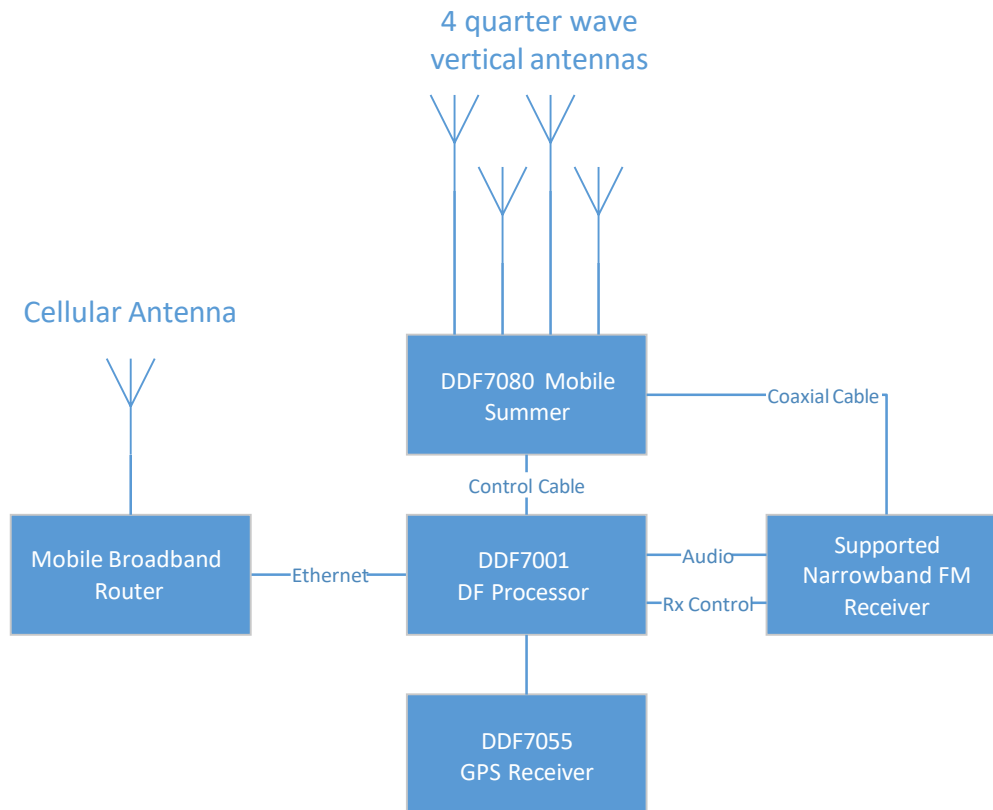 4 quarter wave
vertical antennas
Cellular Antenna
DDF7080 Mobile
Summer
Coaxial Cable
Control Cable
Mobile Broadband
Router
Ethernet
DDF7001
DF Processor
Audio
Rx Control
Supported
Narrowband FM
Receiver
DDF7055
GPS Receiver